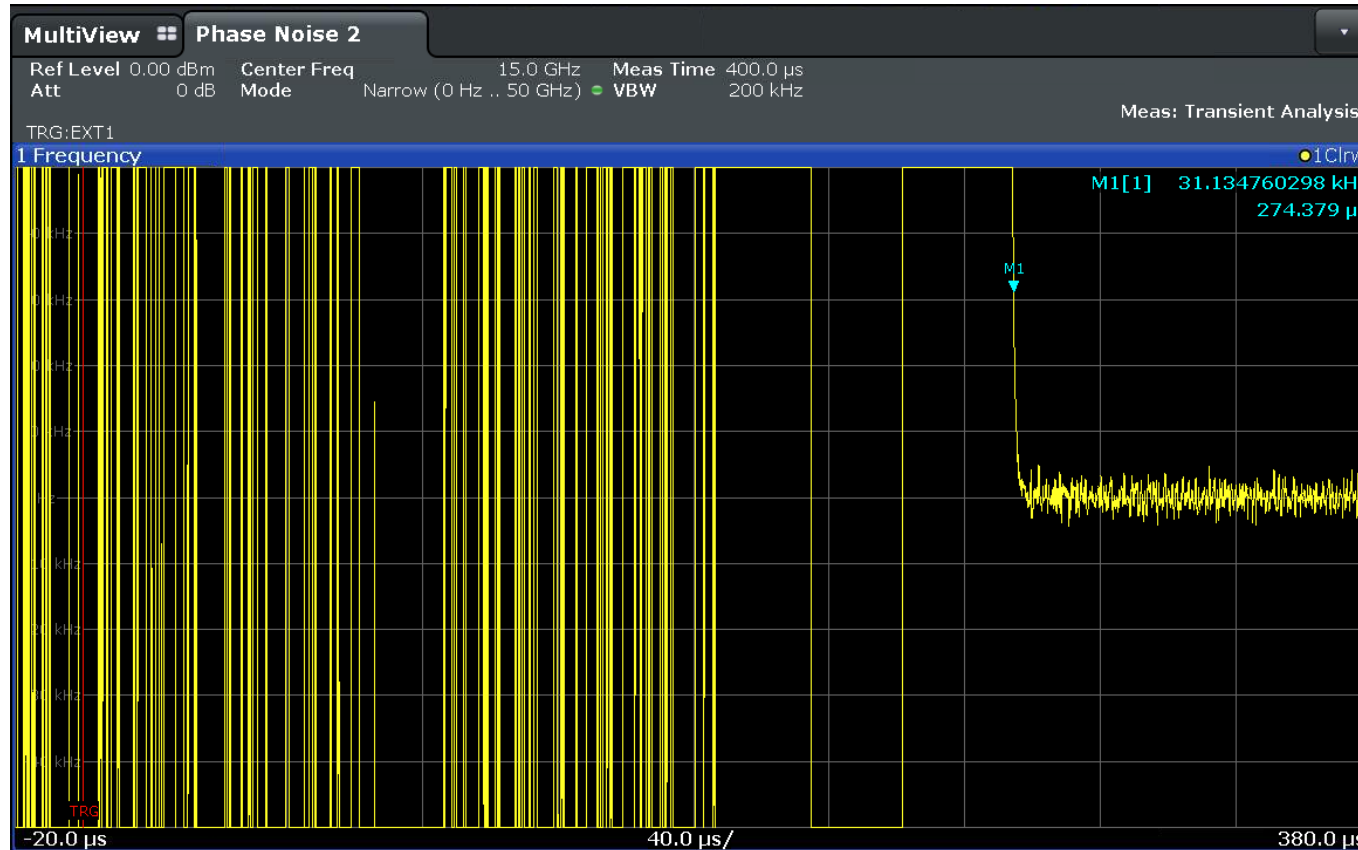 MultiView Phase Noise 2
Ref Level 0.00 dBm Center Freq 15.0 GHz Meas Time 400.0 µs
Att 0 dB Mode Narrow (0 Hz .. 50 GHz) VBW 200 kHz
Meas: Transient Analysis
TRG:EXT1
1 Frequency 1Clrw
M1[1] 31.134760298 kH
274.379 µ
M1
TRG
-20.0 µs 40.0 µs/ 380.0 µs